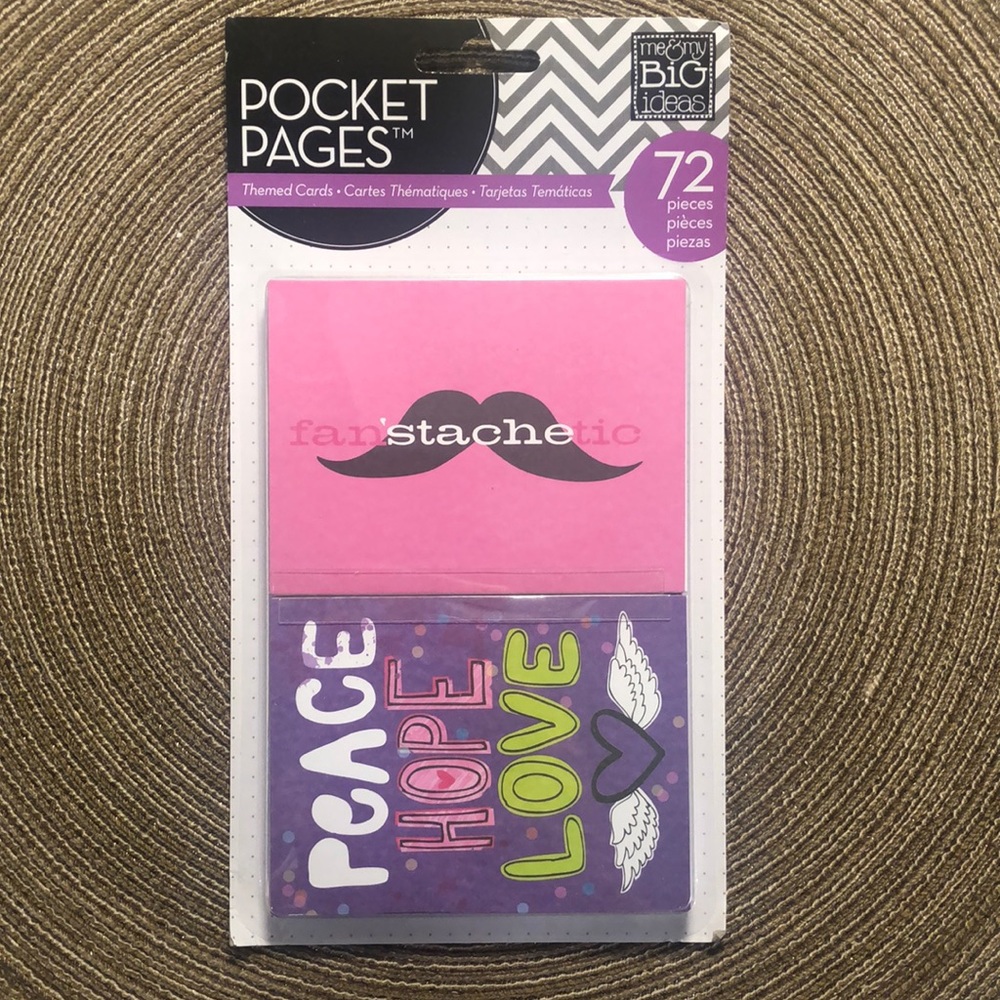 POCKET
PAGES™
me&my
BiG
ideas
Themed Cards • Cartes Thématiques • Tarjetas Temáticas
72
pieces
pièces
piezas
fan'stachetic
PEACE
HOPE
LOVE